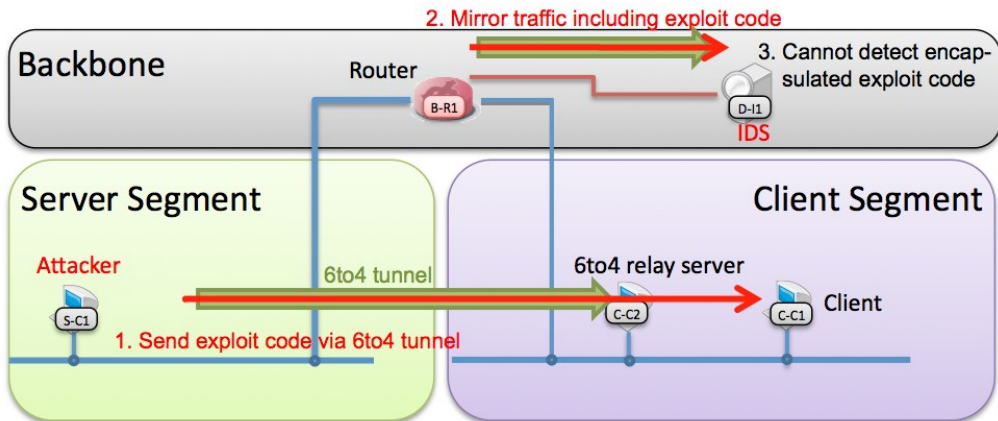 2. Mirror traffic including exploit code
Backbone
Router
3. Cannot detect encap-
sulated exploit code
B-R1
D-I1
IDS
Server Segment
Client Segment
Attacker
6to4 tunnel
6to4 relay server
Client
S-C1
C-C2
C-C1
1. Send exploit code via 6to4 tunnel